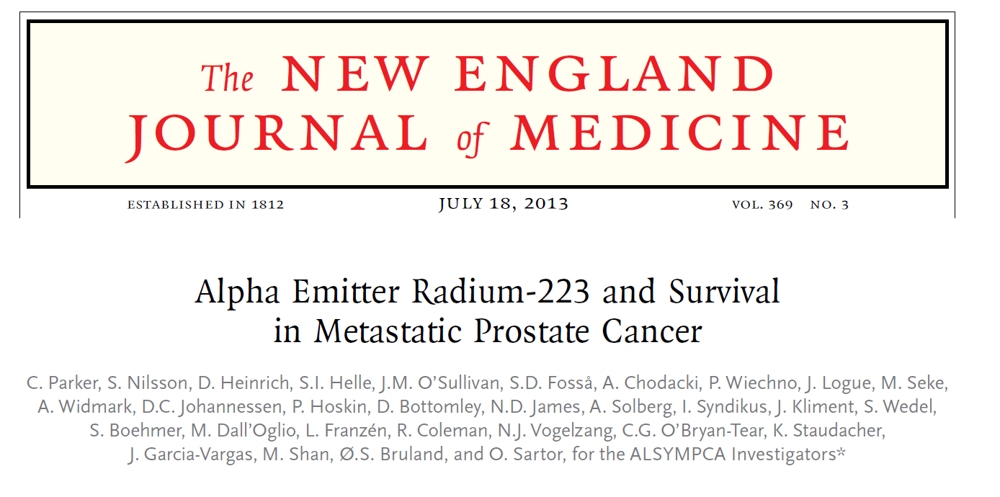 The NEW ENGLAND
JOURNAL of MEDICINE
ESTABLISHED IN 1812 JULY 18, 2013 VOL. 369 NO. 3
Alpha Emitter Radium-223 and Survival
in Metastatic Prostate Cancer
C. Parker, S. Nilsson, D. Heinrich, S.I. Helle, J.M. O’Sullivan, S.D. Fosså, A. Chodacki, P. Wiechno, J. Logue, M. Seke,
A. Widmark, D.C. Johannessen, P. Hoskin, D. Bottomley, N.D. James, A. Solberg, I. Syndikus, J. Kliment, S. Wedel,
S. Boehmer, M. Dall’Oglio, L. Franzén, R. Coleman, N.J. Vogelzang, C.G. O’Bryan-Tear, K. Staudacher,
J. Garcia-Vargas, M. Shan, Ø.S. Bruland, and O. Sartor, for the ALSYMPCA Investigators*